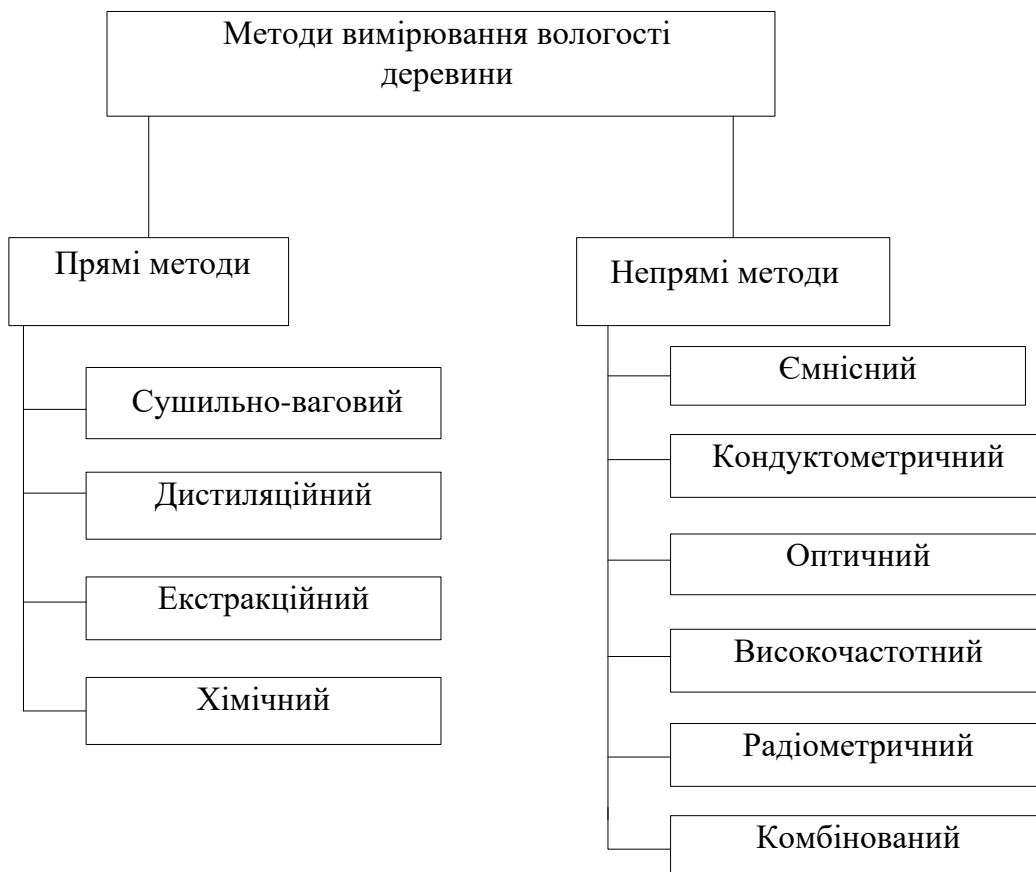 Методи вимірювання вологості
деревини
Прямі методи
Сушильно-ваговий
Дистиляційний
Екстракційний
Хімічний
Непрямі методи
Ємнісний
Кондуктометричний
Оптичний
Високочастотний
Радіометричний
Комбінований